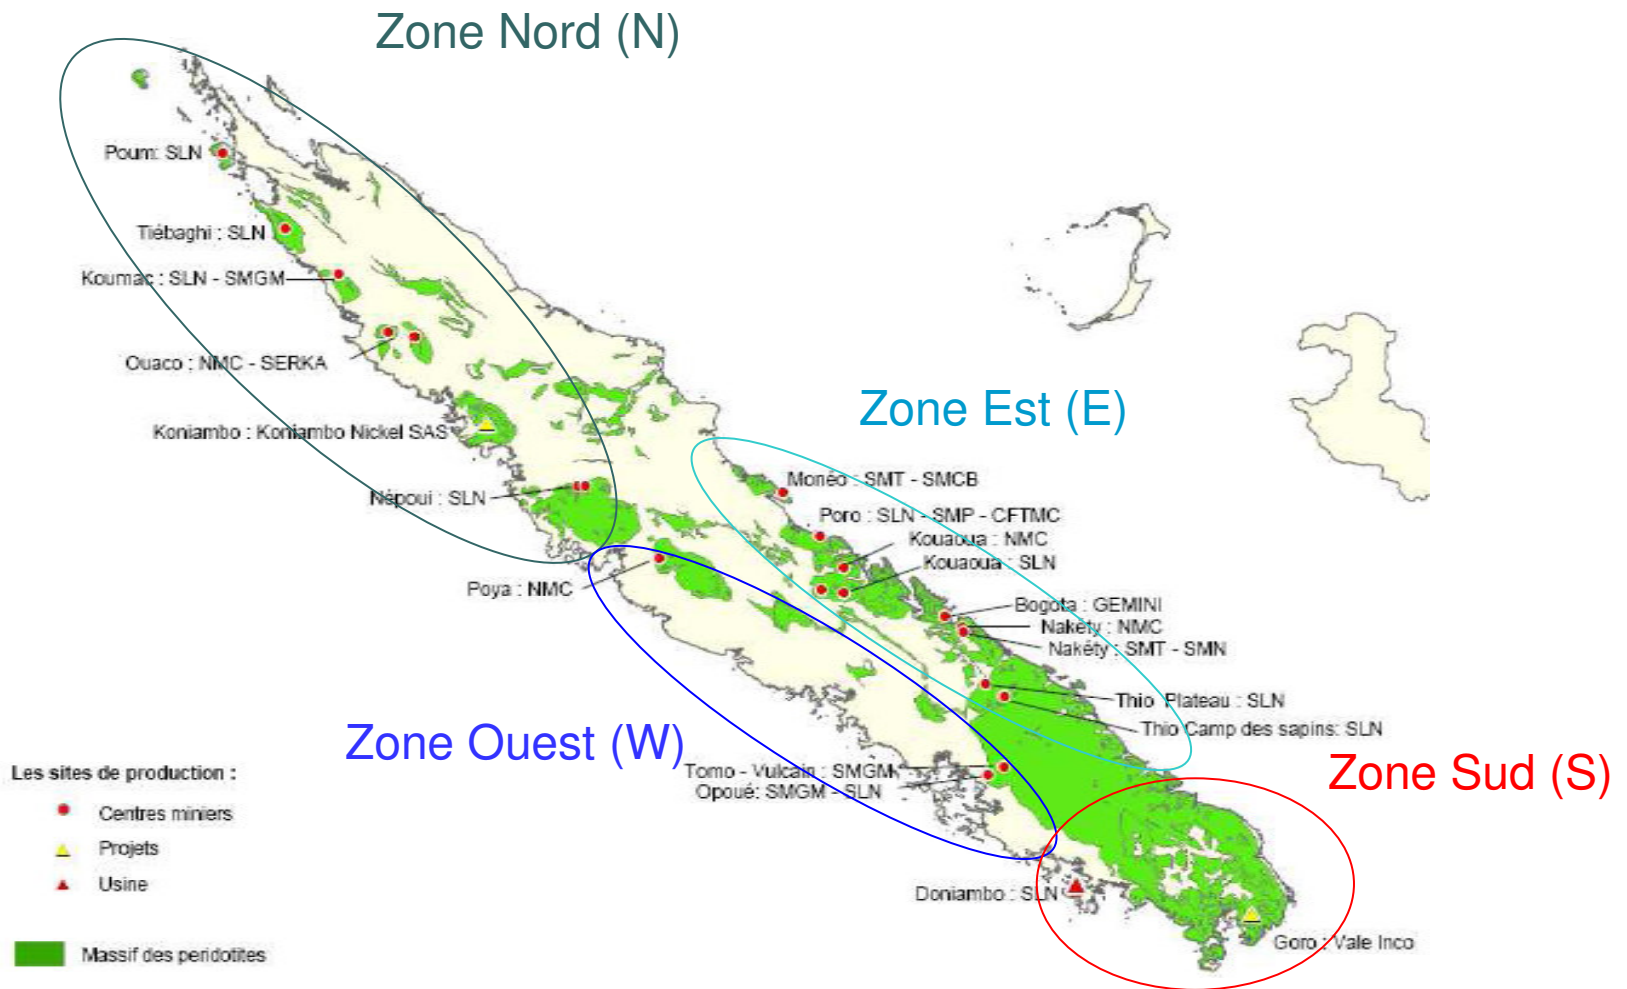 Zone Nord (N)
Poum: SLN
Tiébaghi : SLN
Koumac : SLN - SMGM
Ouaco : NMC - SERKA
Zone Est (E)
Koniambo : Koniambo Nickel SAS
Monéo : SMT - SMCB
Népoui : SLN
Poro : SLN - SMP - CFTMC
Kouaoua : NMC
Kouaoua : SLN
Poya : NMC
Bogota : GEMINI
Nakéty : NMC
Nakéty : SMT - SMN
Thio Plateau : SLN
Thio Camp des sapins: SLN
Zone Ouest (W)
Tomo - Vulcain : SMGM
Opoué: SMGM - SLN
Zone Sud (S)
Les sites de production :
Centres miniers
Projets
Usine
Doniambo : SLN
Goro : Vale Inco
Massif des peridotites